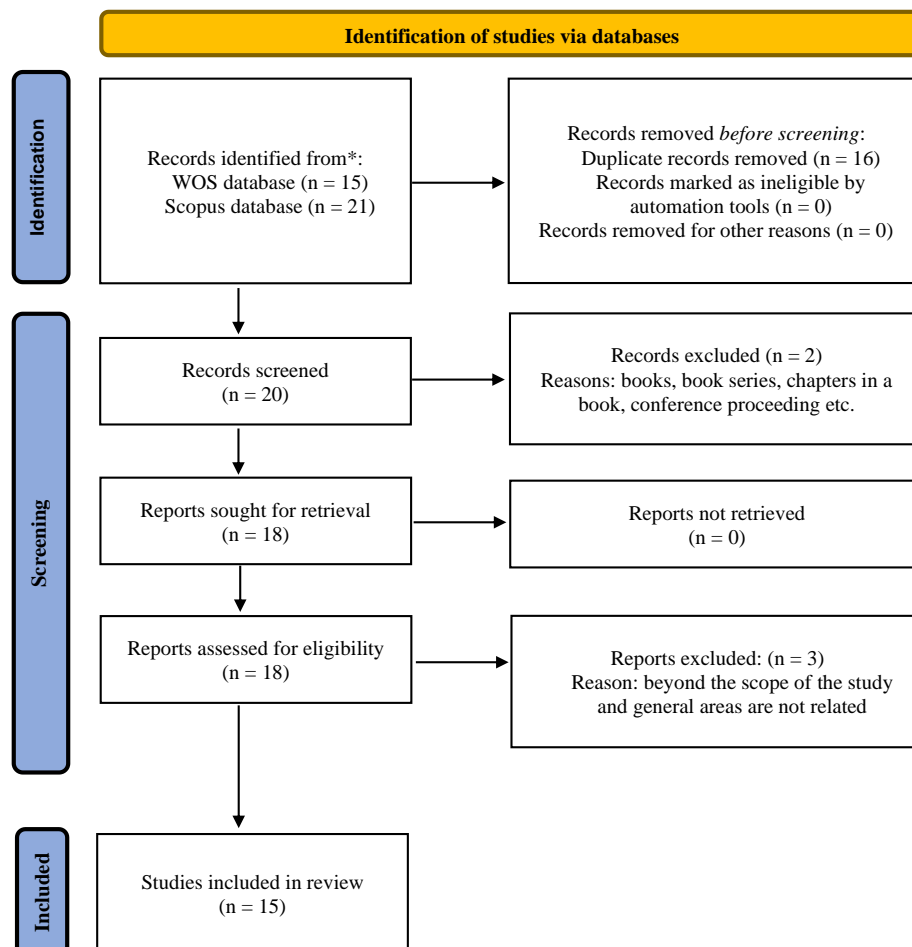 Identification of studies via databases
Identification
Records identified from*:
WOS database (n = 15)
Scopus database (n = 21)
Records removed before screening:
Duplicate records removed (n = 16)
Records marked as ineligible by
automation tools (n = 0)
Records removed for other reasons (n = 0)
Screening
Records screened
(n = 20)
Records excluded (n = 2)
Reasons: books, book series, chapters in a
book, conference proceeding etc.
Reports sought for retrieval
(n = 18)
Reports not retrieved
(n = 0)
Reports assessed for eligibility
(n = 18)
Reports excluded: (n = 3)
Reason: beyond the scope of the study
and general areas are not related
Included
Studies included in review
(n = 15)